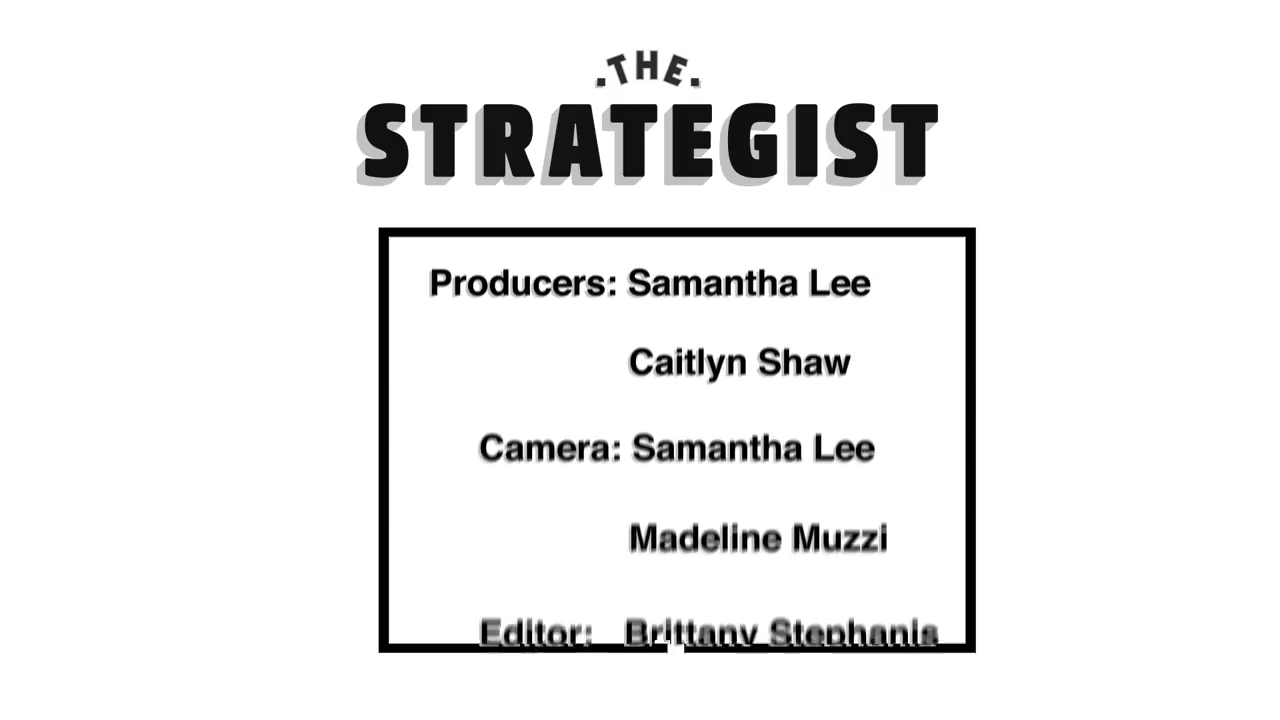 .THE.
STRATEGIST
Producers: Samantha Lee
Caitlyn Shaw
Camera: Samantha Lee
Madeline Muzzi
Editor: Brittany Stephanis